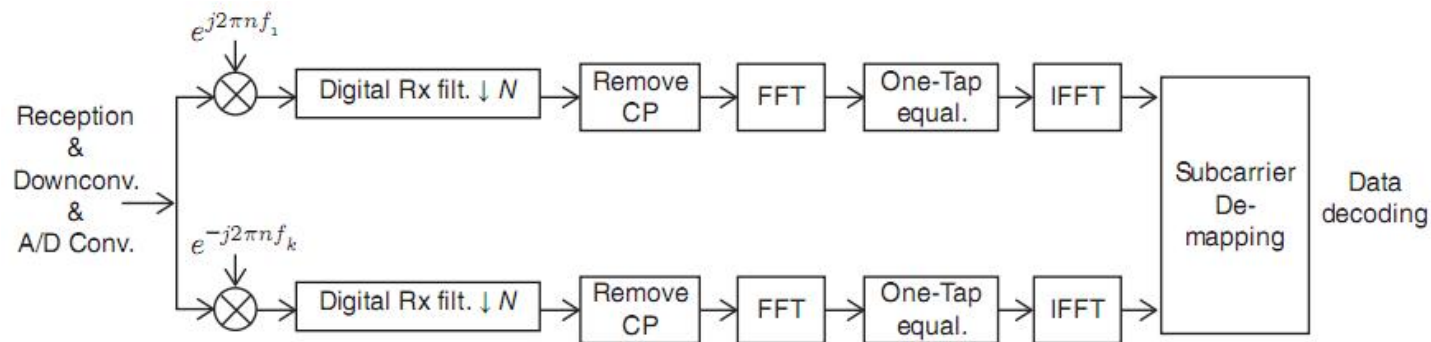 e^{j2πnf_1}
Digital Rx filt. ↓ N
Remove
CP
FFT
One-Tap
equal.
IFFT
Reception
&
Downconv.
&
A/D Conv.
Subcarrier
De-
mapping
Data
decoding
e^{-j2πnf_k}
Digital Rx filt. ↓ N
Remove
CP
FFT
One-Tap
equal.
IFFT